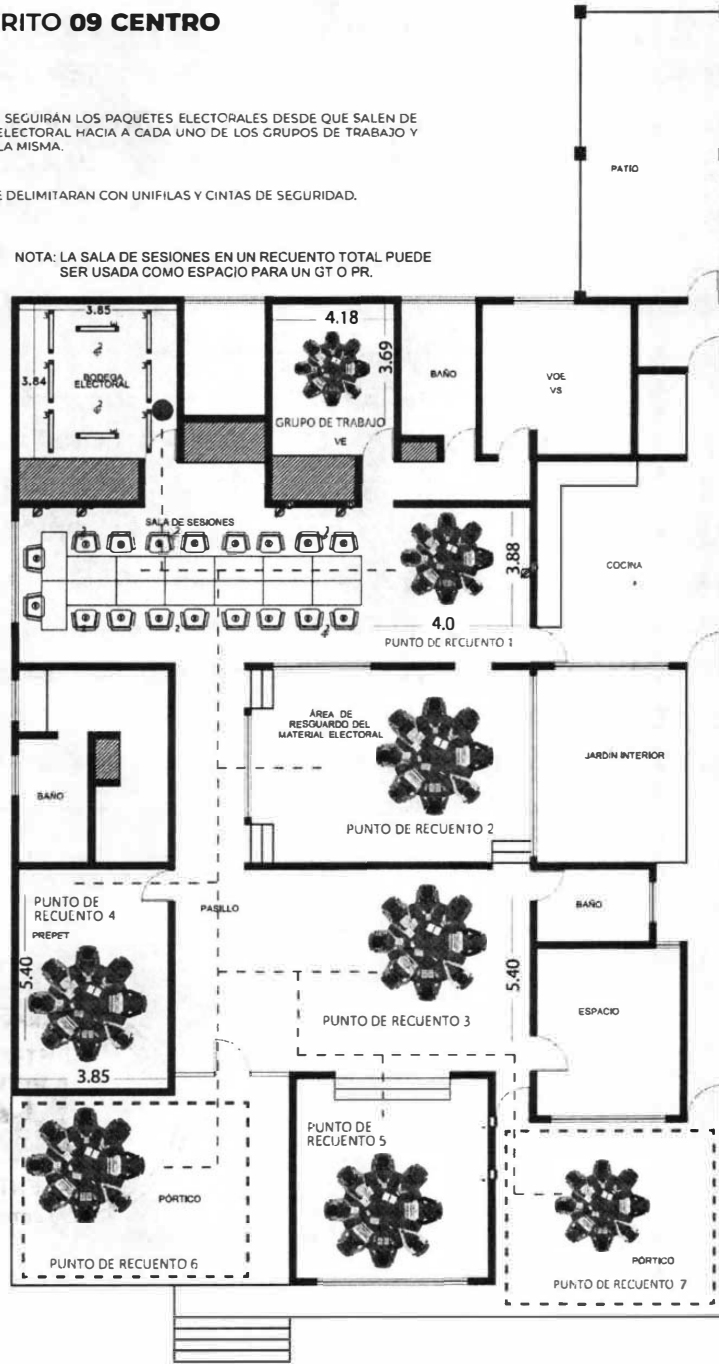 RITO 09 CENTRO
SEGUIRÁN LOS PAQUETES ELECTORALES DESDE QUE SALEN DE
ELECTORAL HACIA A CADA UNO DE LOS GRUPOS DE TRABAJO Y
LA MISMA.
E DELIMITARAN CON UNIFILAS Y CINTAS DE SEGURIDAD.
NOTA: LA SALA DE SESIONES EN UN RECUENTO TOTAL PUEDE
SER USADA COMO ESPACIO PARA UN GT O PR.
PATIO
3.85
3.84
BODEGA
ELECTORAL
4.18
3.69
GRUPO DE TRABAJO
VE
BAÑO
VOE
VS
SALA DE SESIONES
3.88
4.0
PUNTO DE RECUENTO 1
COCINA
ÁREA DE
RESGUARDO DEL
MATERIAL ELECTORAL
PUNTO DE RECUENTO 2
JARDIN INTERIOR
BAÑO
PUNTO DE
RECUENTO 4
PREPET
5.40
3.85
PASILLO
PUNTO DE RECUENTO 3
5.40
BAÑO
ESPACIO
PUNTO DE
RECUENTO 5
PÓRTICO
PUNTO DE RECUENTO 6
PÓRTICO
PUNTO DE RECUENTO 7